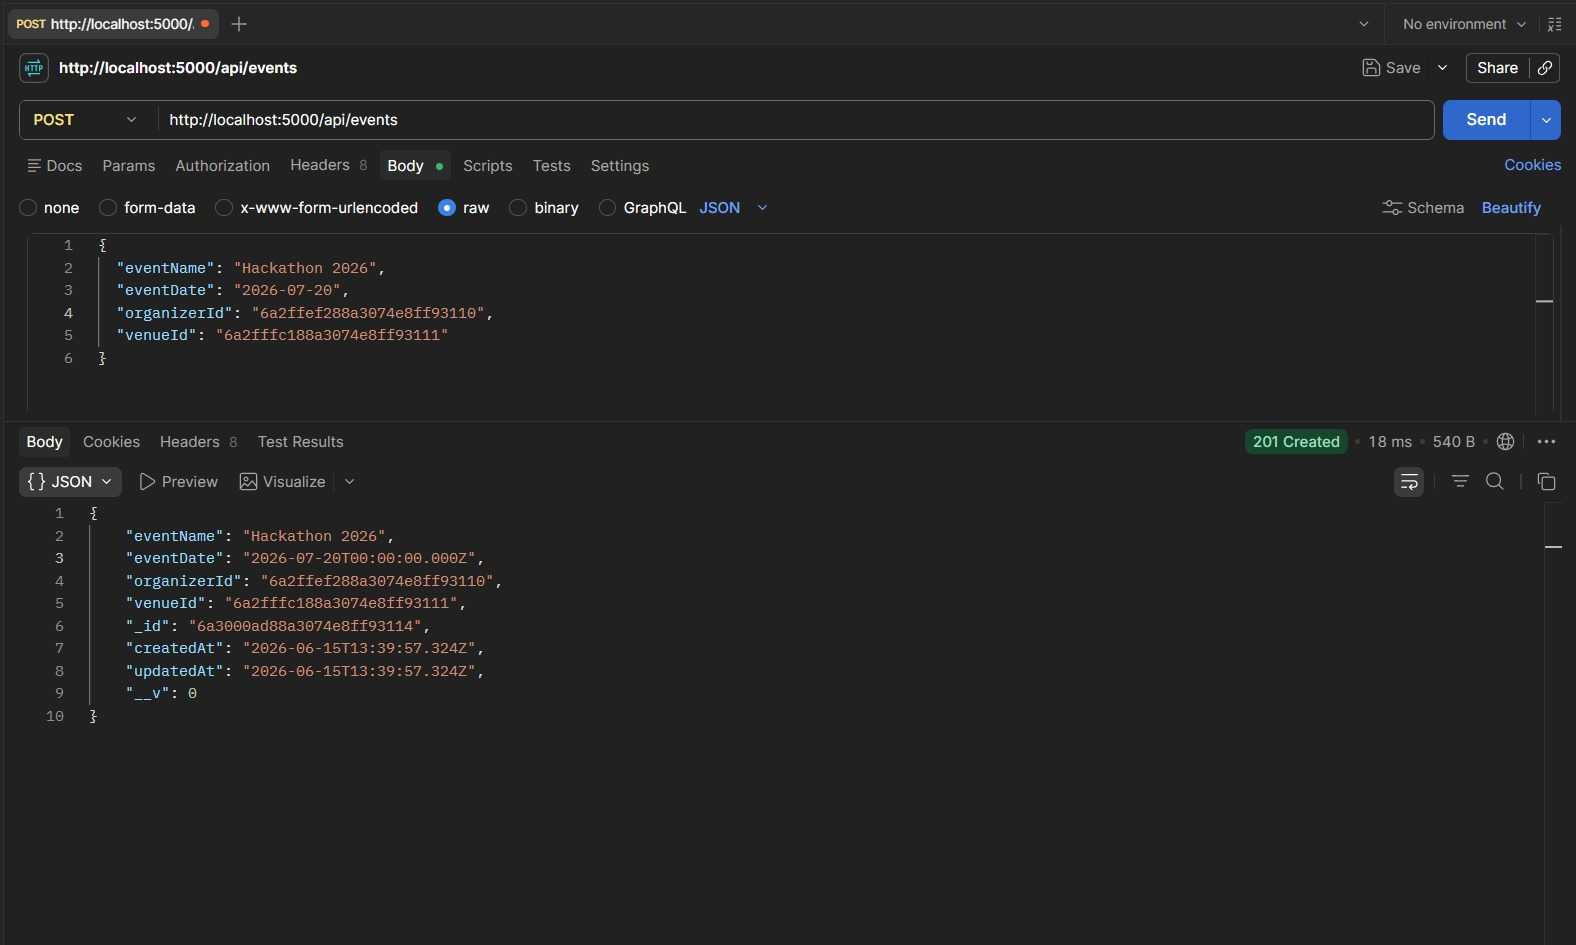 POST http://localhost:5000/.
No environment
HTTP http://localhost:5000/api/events
Save
Share
POST http://localhost:5000/api/events
Send
Docs Params Authorization Headers 8 Body Scripts Tests Settings
Cookies
none form-data x-www-form-urlencoded raw binary GraphQL JSON
Schema Beautify
1 {
2 "eventName": "Hackathon 2026",
3 "eventDate": "2026-07-20",
4 "organizerId": "6a2ffef288a3074e8ff93110",
5 "venueId": "6a2fffc188a3074e8ff93111"
6 }
Body Cookies Headers 8 Test Results
201 Created • 18 ms • 540 B
{} JSON Preview Visualize
1 {
2 "eventName": "Hackathon 2026",
3 "eventDate": "2026-07-20T00:00:00.000Z",
4 "organizerId": "6a2ffef288a3074e8ff93110",
5 "venueId": "6a2fffc188a3074e8ff93111",
6 "_id": "6a3000ad88a3074e8ff93114",
7 "createdAt": "2026-06-15T13:39:57.324Z",
8 "updatedAt": "2026-06-15T13:39:57.324Z",
9 "__v": 0
10 }